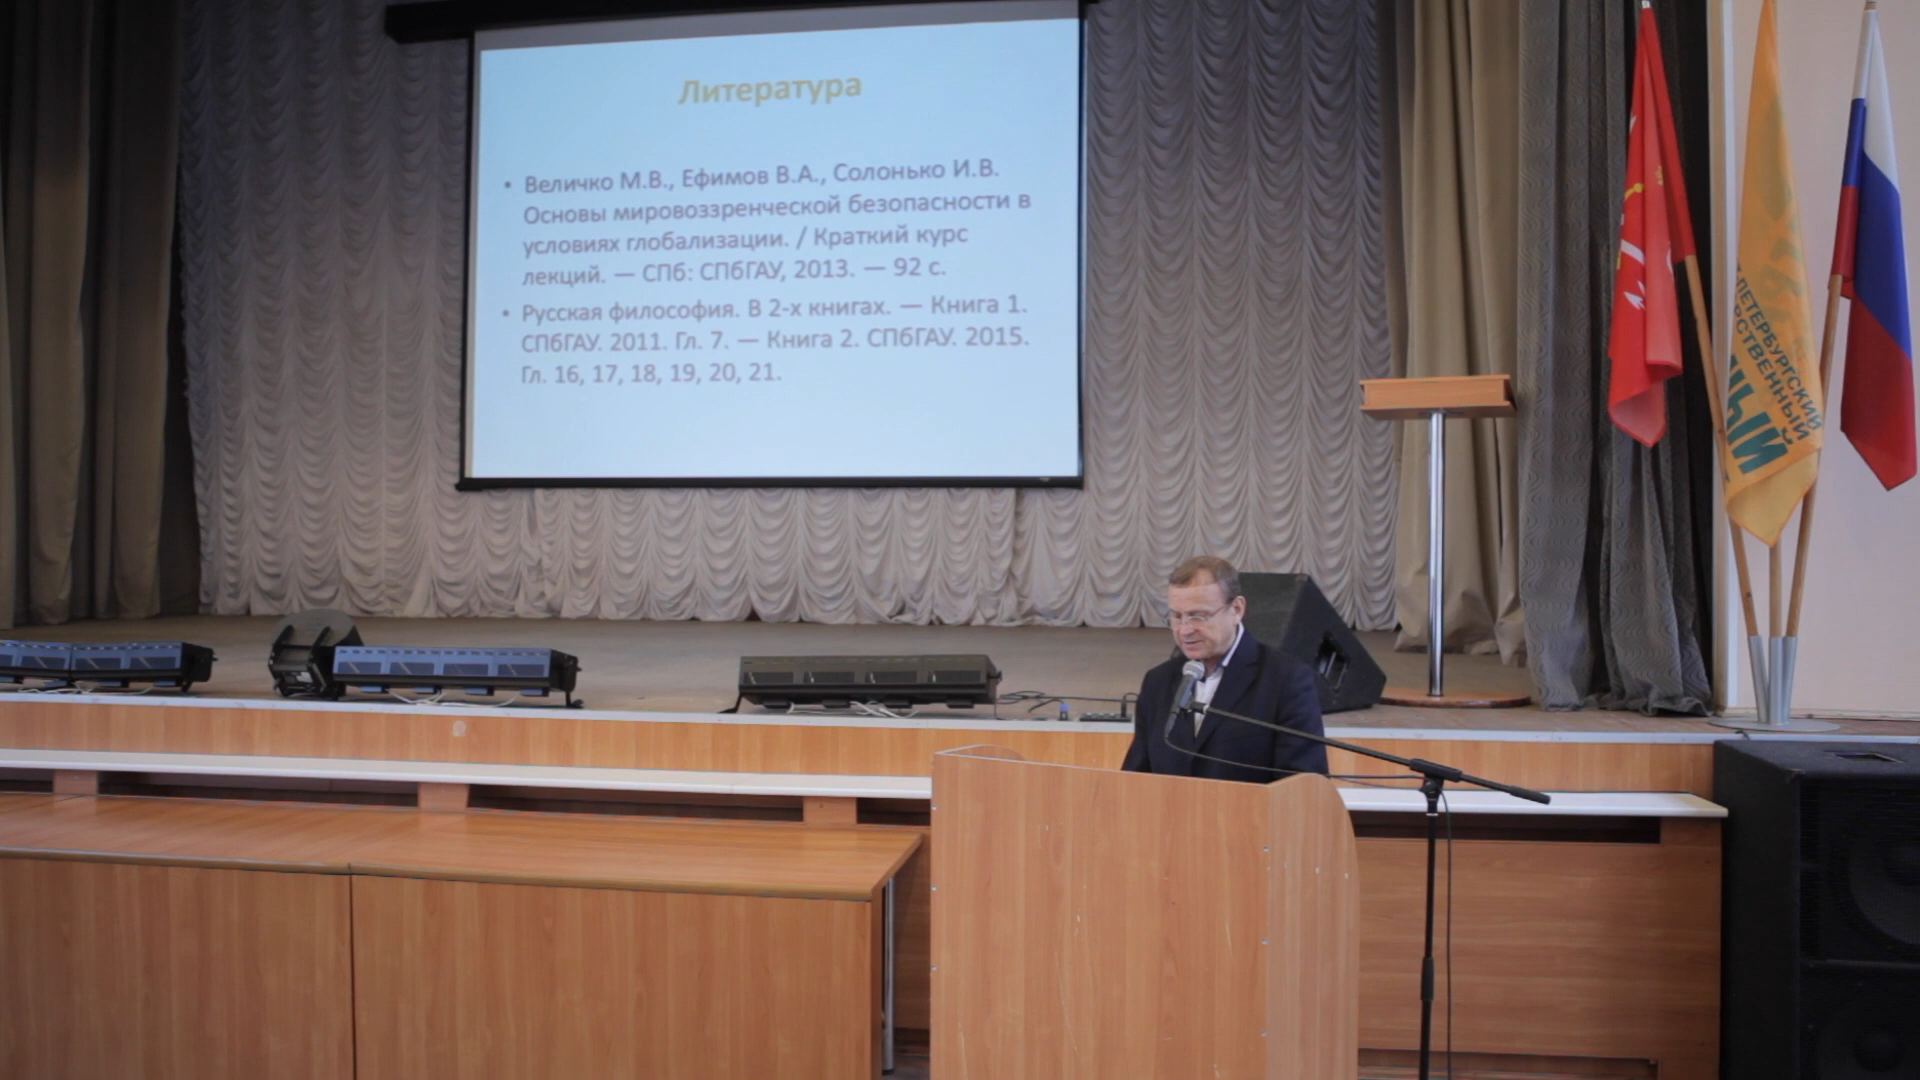 Литература
• Величко М.В., Ефимов В.А., Солонько И.В.
Основы мировоззренческой безопасности в
условиях глобализации. / Краткий курс
лекций. — СПб: СПбГАУ, 2013. — 92 с.
• Русская философия. В 2-х книгах. — Книга 1.
СПбГАУ. 2011. Гл. 7. — Книга 2. СПбГАУ. 2015.
Гл. 16, 17, 18, 19, 20, 21.
ПЕТЕРБУРГСКИЙ